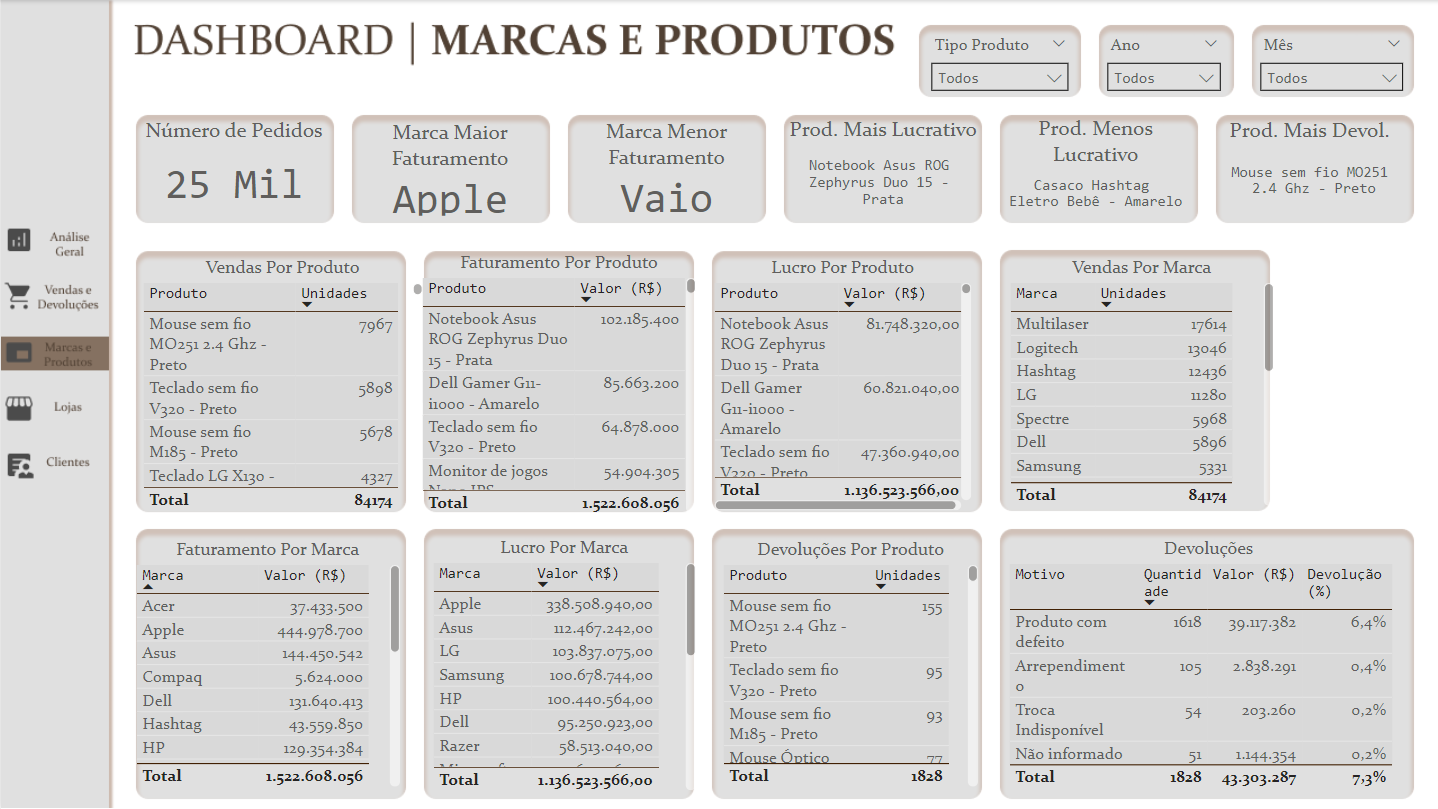 DASHBOARD | MARCAS E PRODUTOS
Tipo Produto
Todos
Ano
Todos
Mês
Todos
Análise
Geral
Vendas e
Devoluções
Marcas e
Produtos
Lojas
Clientes
Número de Pedidos
25 Mil
Marca Maior
Faturamento
Apple
Marca Menor
Faturamento
Vaio
Prod. Mais Lucrativo
Notebook Asus ROG
Zephyrus Duo 15 -
Prata
Prod. Menos
Lucrativo
Casaco Hashtag
Eletro Bebê - Amarelo
Prod. Mais Devol.
Mouse sem fio MO251
2.4 Ghz - Preto
Vendas Por Produto
Produto Unidades
Mouse sem fio 7967
MO251 2.4 Ghz -
Preto
Teclado sem fio 5898
V320 - Preto
Mouse sem fio 5678
M185 - Preto
Teclado LG X130 - 4327
Total 84174
Faturamento Por Produto
Produto Valor (R$)
Notebook Asus 102.185.400
ROG Zephyrus Duo
15 - Prata
Dell Gamer G11- 85.663.200
i1000 - Amarelo
Teclado sem fio 64.878.000
V320 - Preto
Monitor de jogos 54.904.305
Nano IPS
Total 1.522.608.056
Lucro Por Produto
Produto Valor (R$)
Notebook Asus 81.748.320,00
ROG Zephyrus
Duo 15 - Prata
Dell Gamer 60.821.040,00
G11-i1000 -
Amarelo
Teclado sem fio 47.360.940,00
V320 - Preto
Total 1.136.523.566,00
Vendas Por Marca
Marca Unidades
Multilaser 17614
Logitech 13046
Hashtag 12436
LG 11280
Spectre 5968
Dell 5896
Samsung 5331
Total 84174
Faturamento Por Marca
Marca Valor (R$)
Acer 37.433.500
Apple 444.978.700
Asus 144.450.542
Compaq 5.624.000
Dell 131.640.413
Hashtag 43.559.850
HP 129.354.384
Total 1.522.608.056
Lucro Por Marca
Marca Valor (R$)
Apple 338.508.940,00
Asus 112.467.242,00
LG 103.837.075,00
Samsung 100.678.744,00
HP 100.440.564,00
Dell 95.250.923,00
Razer 58.513.040,00
Total 1.136.523.566,00
Devoluções Por Produto
Produto Unidades
Mouse sem fio 155
MO251 2.4 Ghz -
Preto
Teclado sem fio 95
V320 - Preto
Mouse sem fio 93
M185 - Preto
Mouse Óptico 77
Total 1828
Devoluções
Motivo Quantid Valor (R$) Devolução
ade (%)
Produto com 1618 39.117.382 6,4%
defeito
Arrependiment 105 2.838.291 0,4%
o
Troca 54 203.260 0,2%
Indisponível
Não informado 51 1.144.354 0,2%
Total 1828 43.303.287 7,3%